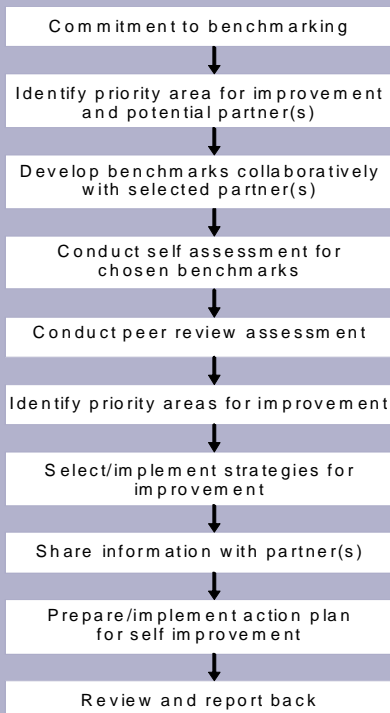 Commitment to benchmarking
Identify priority area for improvement
and potential partner(s)
Develop benchmarks collaboratively
with selected partner(s)
Conduct self assessment for
chosen benchmarks
Conduct peer review assessment
Identify priority areas for improvement
Select/implement strategies for
improvement
Share information with partner(s)
Prepare/implement action plan
for self improvement
Review and report back